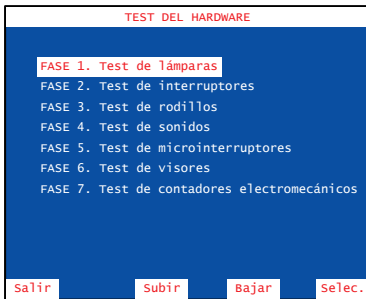 TEST DEL HARDWARE
FASE 1. Test de lámparas
FASE 2. Test de interruptores
FASE 3. Test de rodillos
FASE 4. Test de sonidos
FASE 5. Test de microinterruptores
FASE 6. Test de visores
FASE 7. Test de contadores electromecánicos
Salir Subir Bajar Selec.